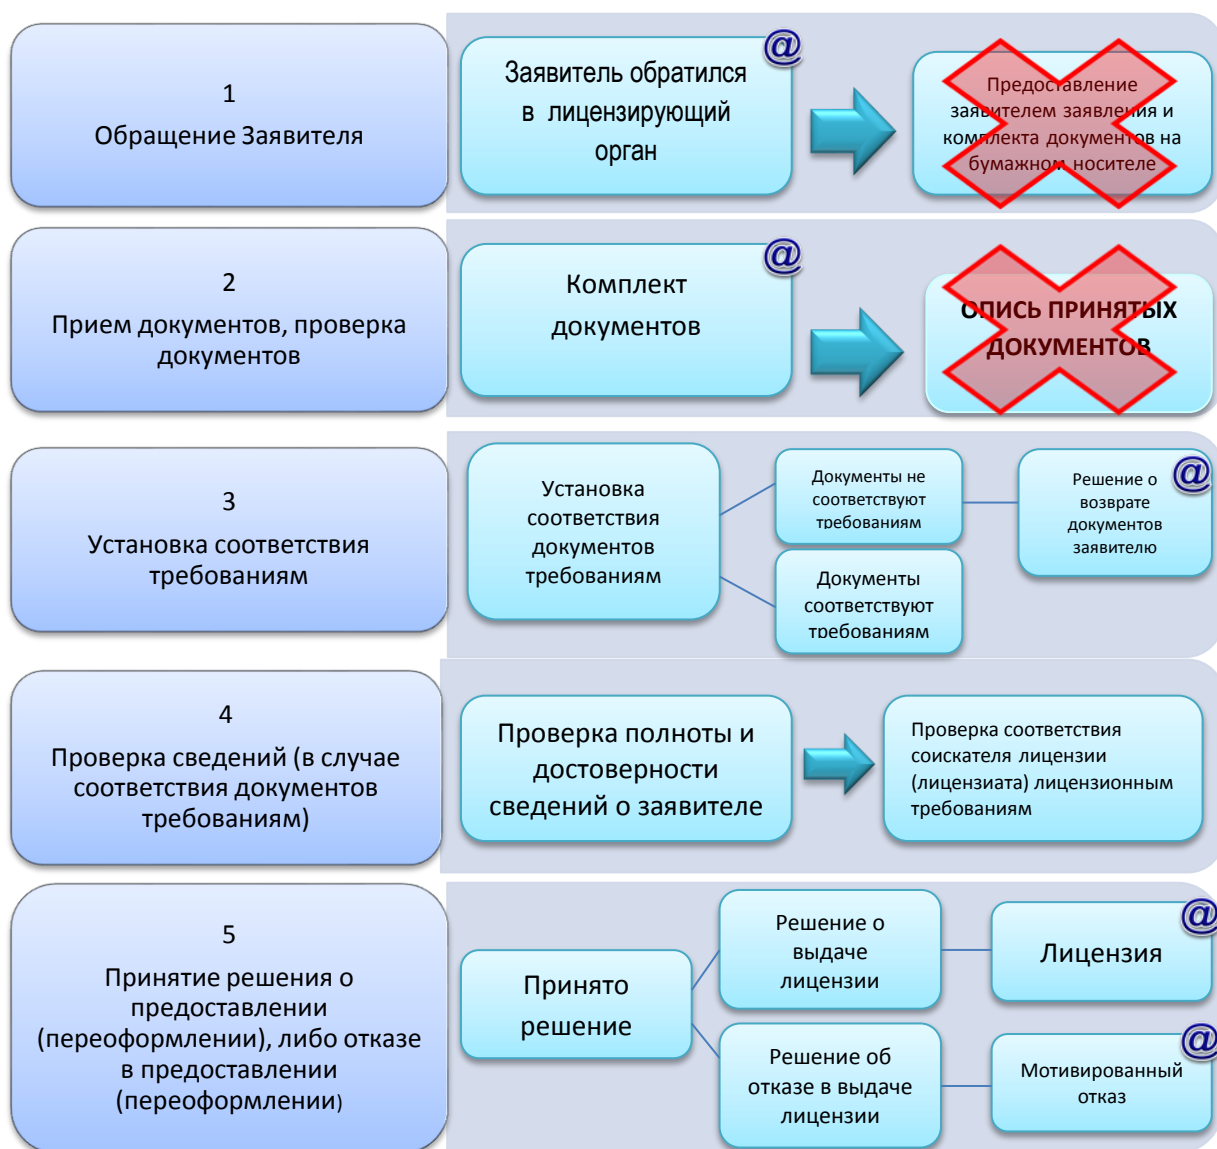 1
Обращение Заявителя
@
Заявитель обратился
в лицензирующий
орган
Предоставление
заявителем заявления и
комплекта документов на
бумажном носителе
2
Прием документов, проверка
документов
@
Комплект
документов
ОПИСЬ ПРИНЯТЫХ
ДОКУМЕНТОВ
3
Установка соответствия
требованиям
Установка
соответствия
документов
требованиям
Документы не
соответствуют
требованиям
@
Решение о
возврате
документов
заявителю
Документы
соответствуют
требованиям
4
Проверка сведений (в случае
соответствия документов
требованиям)
Проверка полноты и
достоверности
сведений о заявителе
Проверка соответствия
соискателя лицензии
(лицензиата) лицензионным
требованиям
5
Принятие решения о
предоставлении
(переоформлении), либо отказе
в предоставлении
(переоформлении)
Принято
решение
Решение о
выдаче
лицензии
@
Лицензия
Решение об
отказе в выдаче
лицензии
@
Мотивированный
отказ